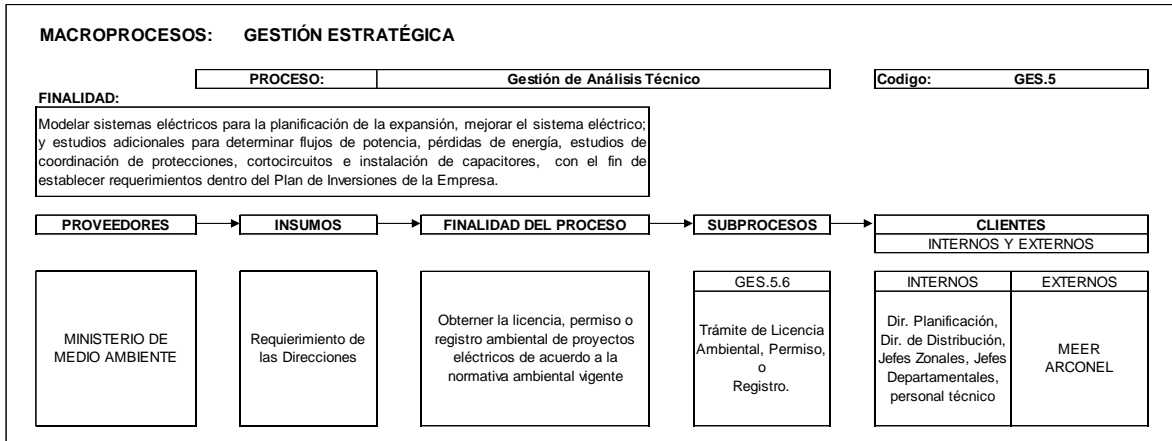 MACROPROCESOS: GESTIÓN ESTRATÉGICA
PROCESO: Gestión de Análisis Técnico Codigo: GES.5
FINALIDAD:
Modelar sistemas eléctricos para la planificación de la expansión, mejorar el sistema eléctrico;
y estudios adicionales para determinar flujos de potencia, pérdidas de energía, estudios de
coordinación de protecciones, cortocircuitos e instalación de capacitores, con el fin de
establecer requerimientos dentro del Plan de Inversiones de la Empresa.
PROVEEDORES INSUMOS FINALIDAD DEL PROCESO SUBPROCESOS CLIENTES
INTERNOS Y EXTERNOS
MINISTERIO DE
MEDIO AMBIENTE
Requierimiento de
las Direcciones
Obterner la licencia, permiso o
registro ambiental de proyectos
eléctricos de acuerdo a la
normativa ambiental vigente
GES.5.6
Trámite de Licencia
Ambiental, Permiso,
o
Registro.
INTERNOS
Dir. Planificación,
Dir. de Distribución,
Jefes Zonales, Jefes
Departamentales,
personal técnico
EXTERNOS
MEER
ARCONEL